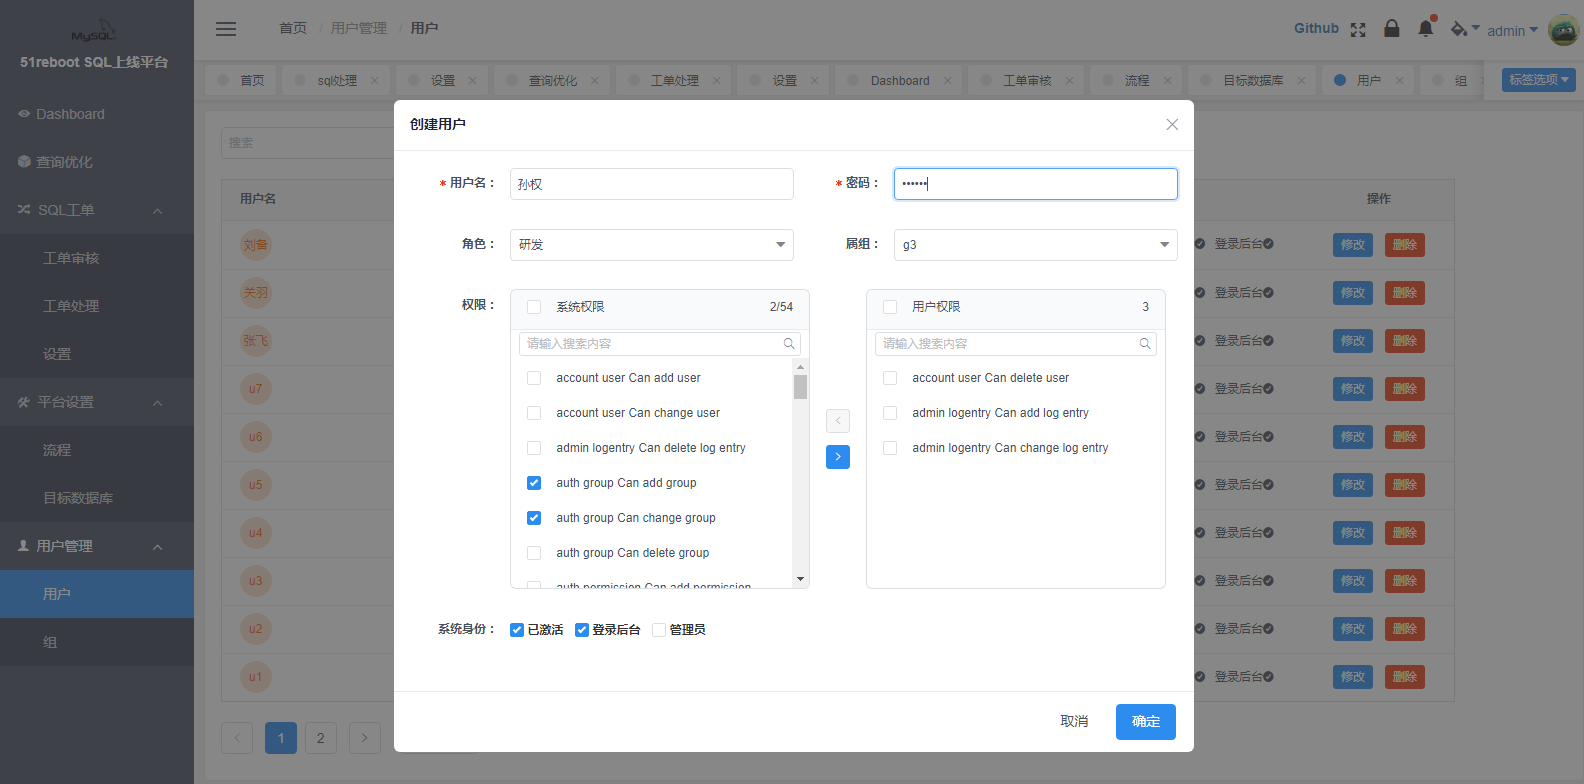 MySQL
51reboot SQL上线平台
Dashboard
查询优化
SQL工单
工单审核
工单处理
设置
平台设置
流程
目标数据库
用户管理
用户
组
首页 / 用户管理 / 用户
Github
admin
首页
sql处理
设置
查询优化
工单处理
设置
Dashboard
工单审核
流程
目标数据库
用户
组
标签选项
搜索
用户名
操作
刘备
登录后台
修改
删除
关羽
登录后台
修改
删除
张飞
登录后台
修改
删除
u7
登录后台
修改
删除
u6
登录后台
修改
删除
u5
登录后台
修改
删除
u4
登录后台
修改
删除
u3
登录后台
修改
删除
u2
登录后台
修改
删除
u1
登录后台
修改
删除
1
2
创建用户
* 用户名：
孙权
* 密码：
••••••
角色：
研发
属组：
g3
权限：
系统权限
2/54
请输入搜索内容
account user Can add user
account user Can change user
admin logentry Can delete log entry
auth group Can add group
auth group Can change group
auth group Can delete group
auth permission Can add permission
用户权限
3
请输入搜索内容
account user Can delete user
admin logentry Can add log entry
admin logentry Can change log entry
系统身份：
已激活
登录后台
管理员
取消
确定